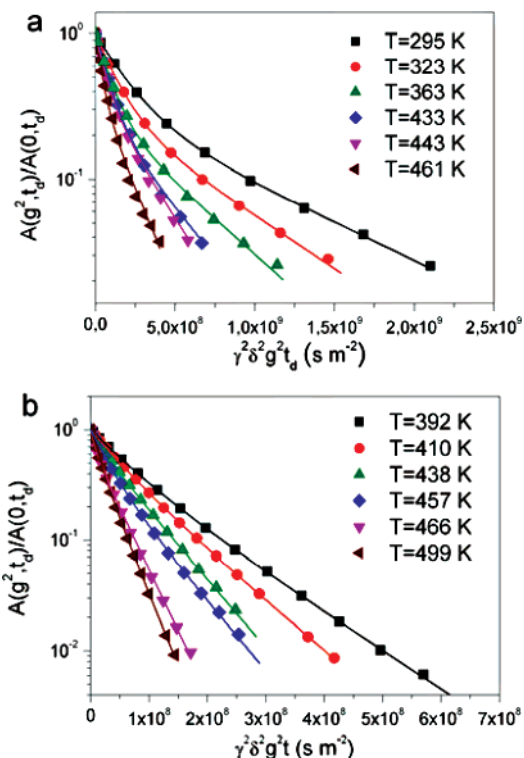 a
T=295 K
T=323 K
T=363 K
T=433 K
T=443 K
T=461 K
A(g²,t_d)/A(0,t_d)
10⁰
10⁻¹
0,0 5,0x10⁸ 1,0x10⁹ 1,5x10⁹ 2,0x10⁹ 2,5x10⁹
γ²δ²g²t_d (s m⁻²)
b
T=392 K
T=410 K
T=438 K
T=457 K
T=466 K
T=499 K
A(g²,t_d)/A(0,t_d)
10⁰
10⁻¹
10⁻²
0 1x10⁸ 2x10⁸ 3x10⁸ 4x10⁸ 5x10⁸ 6x10⁸ 7x10⁸
γ²δ²g²t (s m⁻²)